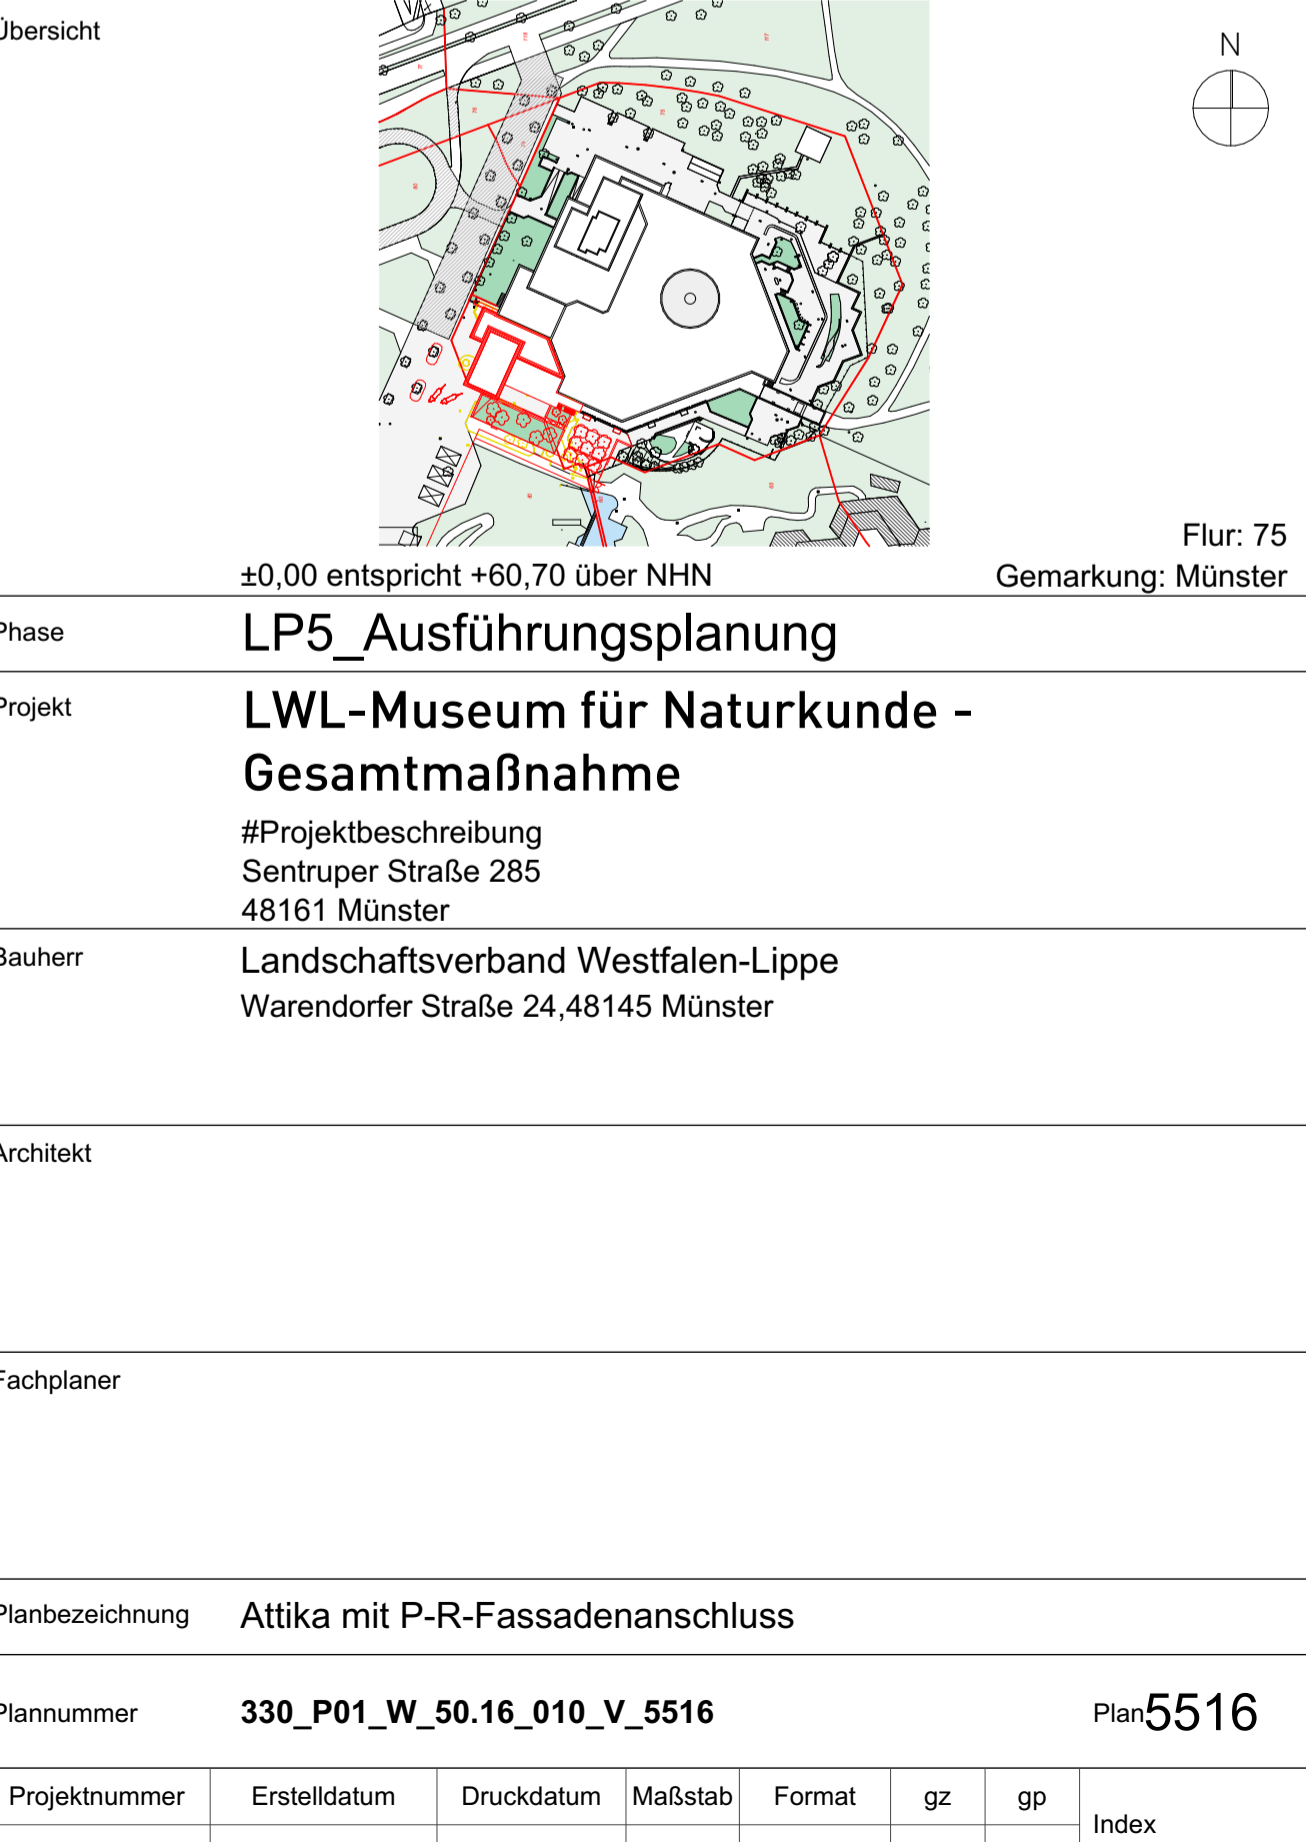 Übersicht
N
Flur: 75
±0,00 entspricht +60,70 über NHN
Gemarkung: Münster
Phase
LP5_Ausführungsplanung
Projekt
LWL-Museum für Naturkunde -
Gesamtmaßnahme
#Projektbeschreibung
Sentruper Straße 285
48161 Münster
Bauherr
Landschaftsverband Westfalen-Lippe
Warendorfer Straße 24,48145 Münster
Architekt
Fachplaner
Planbezeichnung
Attika mit P-R-Fassadenanschluss
Plannummer
330_P01_W_50.16_010_V_5516
Plan5516
Projektnummer Erstelldatum Druckdatum Maßstab Format gz gp
Index